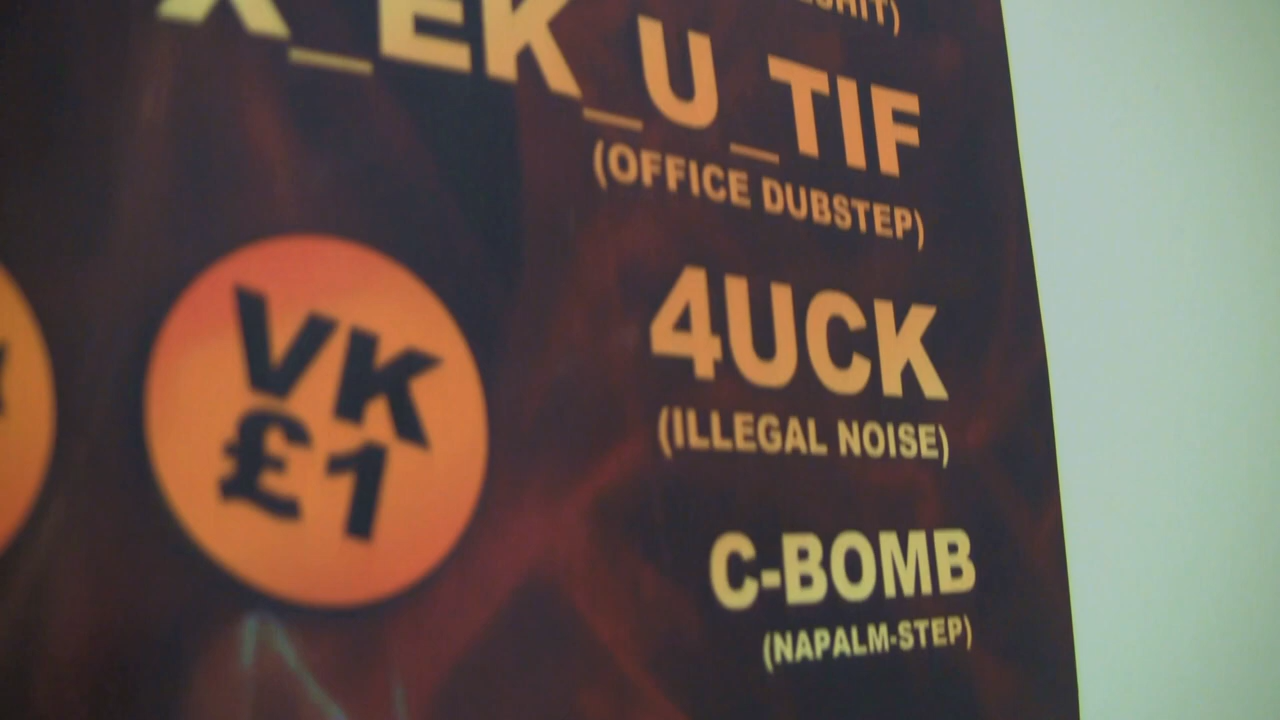 X_EK_U_TIF
(OFFICE DUBSTEP)
VK
£1
4UCK
(ILLEGAL NOISE)
C-BOMB
(NAPALM-STEP)